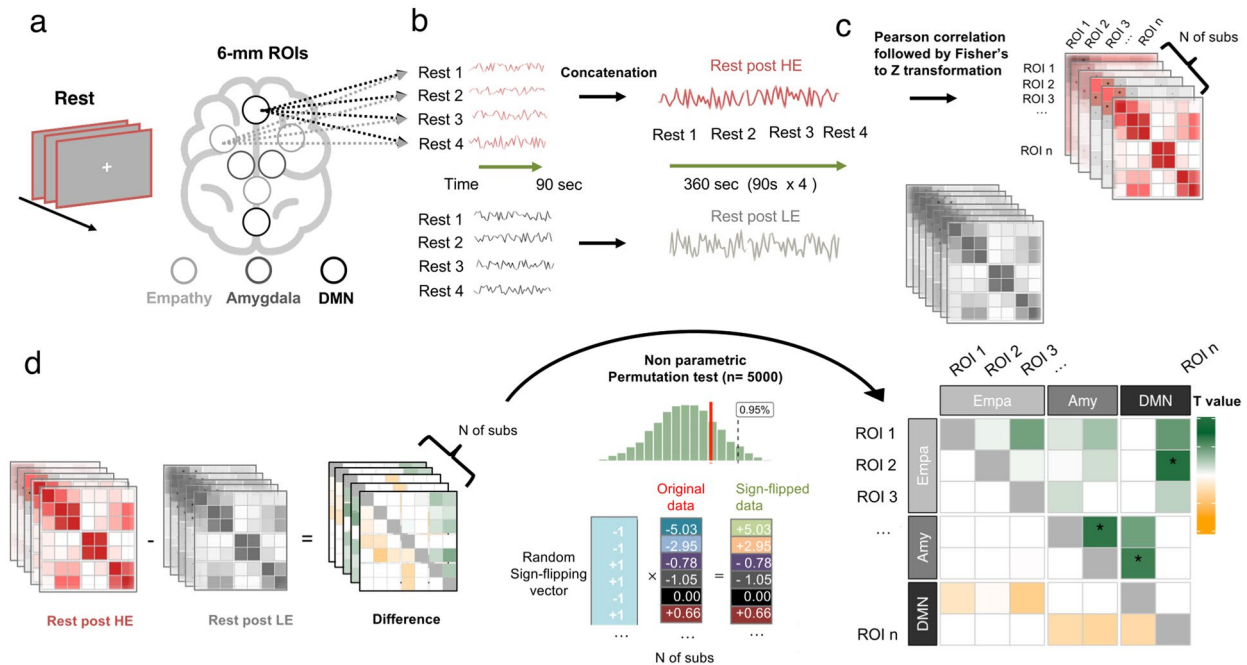 a
6-mm ROIs
Rest
Empathy
Amygdala
DMN
b
Rest 1
Rest 2
Rest 3
Rest 4
Concatenation
Rest post HE
Rest 1 Rest 2 Rest 3 Rest 4
Time
90 sec
360 sec (90s x 4 )
Rest post LE
Rest 1
Rest 2
Rest 3
Rest 4
c
Pearson correlation
followed by Fisher's
to Z transformation
ROI 1
ROI 2
ROI 3
...
ROI n
N of subs
ROI 1
ROI 2
ROI 3
...
ROI n
d
Rest post HE
-
Rest post LE
=
Difference
N of subs
Non parametric
Permutation test (n= 5000)
0.95%
Original
data
Sign-flipped
data
Random
Sign-flipping
vector
-1 -5.03 +5.03
-1 -2.95 +2.95
+1 -0.78 - 0.78
+1 × -1.05 = -1.05
-1 0.00 0.00
+1 +0.66 +0.66
... ... ...
N of subs
ROI 1
ROI 2
ROI 3
...
ROI n
Empa
Amy
DMN
T value
ROI 1
ROI 2
ROI 3
...
ROI n
Empa
Amy
DMN
*
*
*